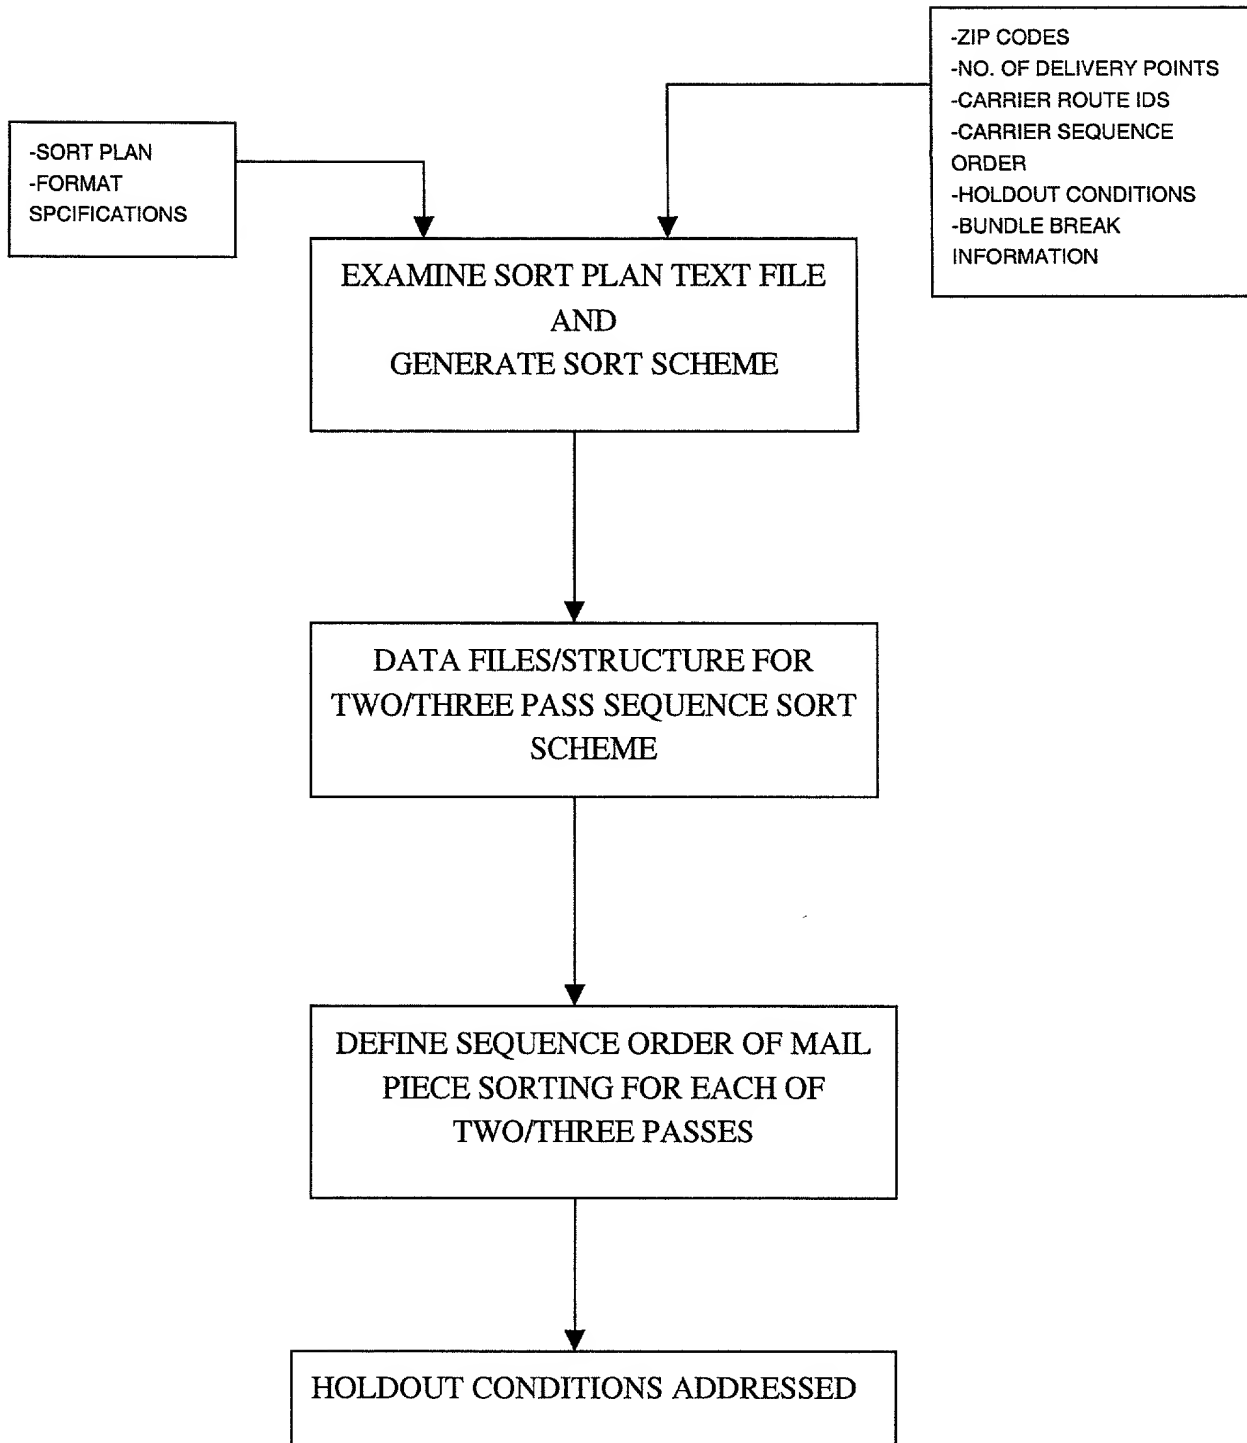 -ZIP CODES
-NO. OF DELIVERY POINTS
-CARRIER ROUTE IDS
-CARRIER SEQUENCE
ORDER
-HOLDOUT CONDITIONS
-BUNDLE BREAK
INFORMATION
-SORT PLAN
-FORMAT
SPCIFICATIONS
EXAMINE SORT PLAN TEXT FILE
AND
GENERATE SORT SCHEME
DATA FILES/STRUCTURE FOR
TWO/THREE PASS SEQUENCE SORT
SCHEME
DEFINE SEQUENCE ORDER OF MAIL
PIECE SORTING FOR EACH OF
TWO/THREE PASSES
HOLDOUT CONDITIONS ADDRESSED